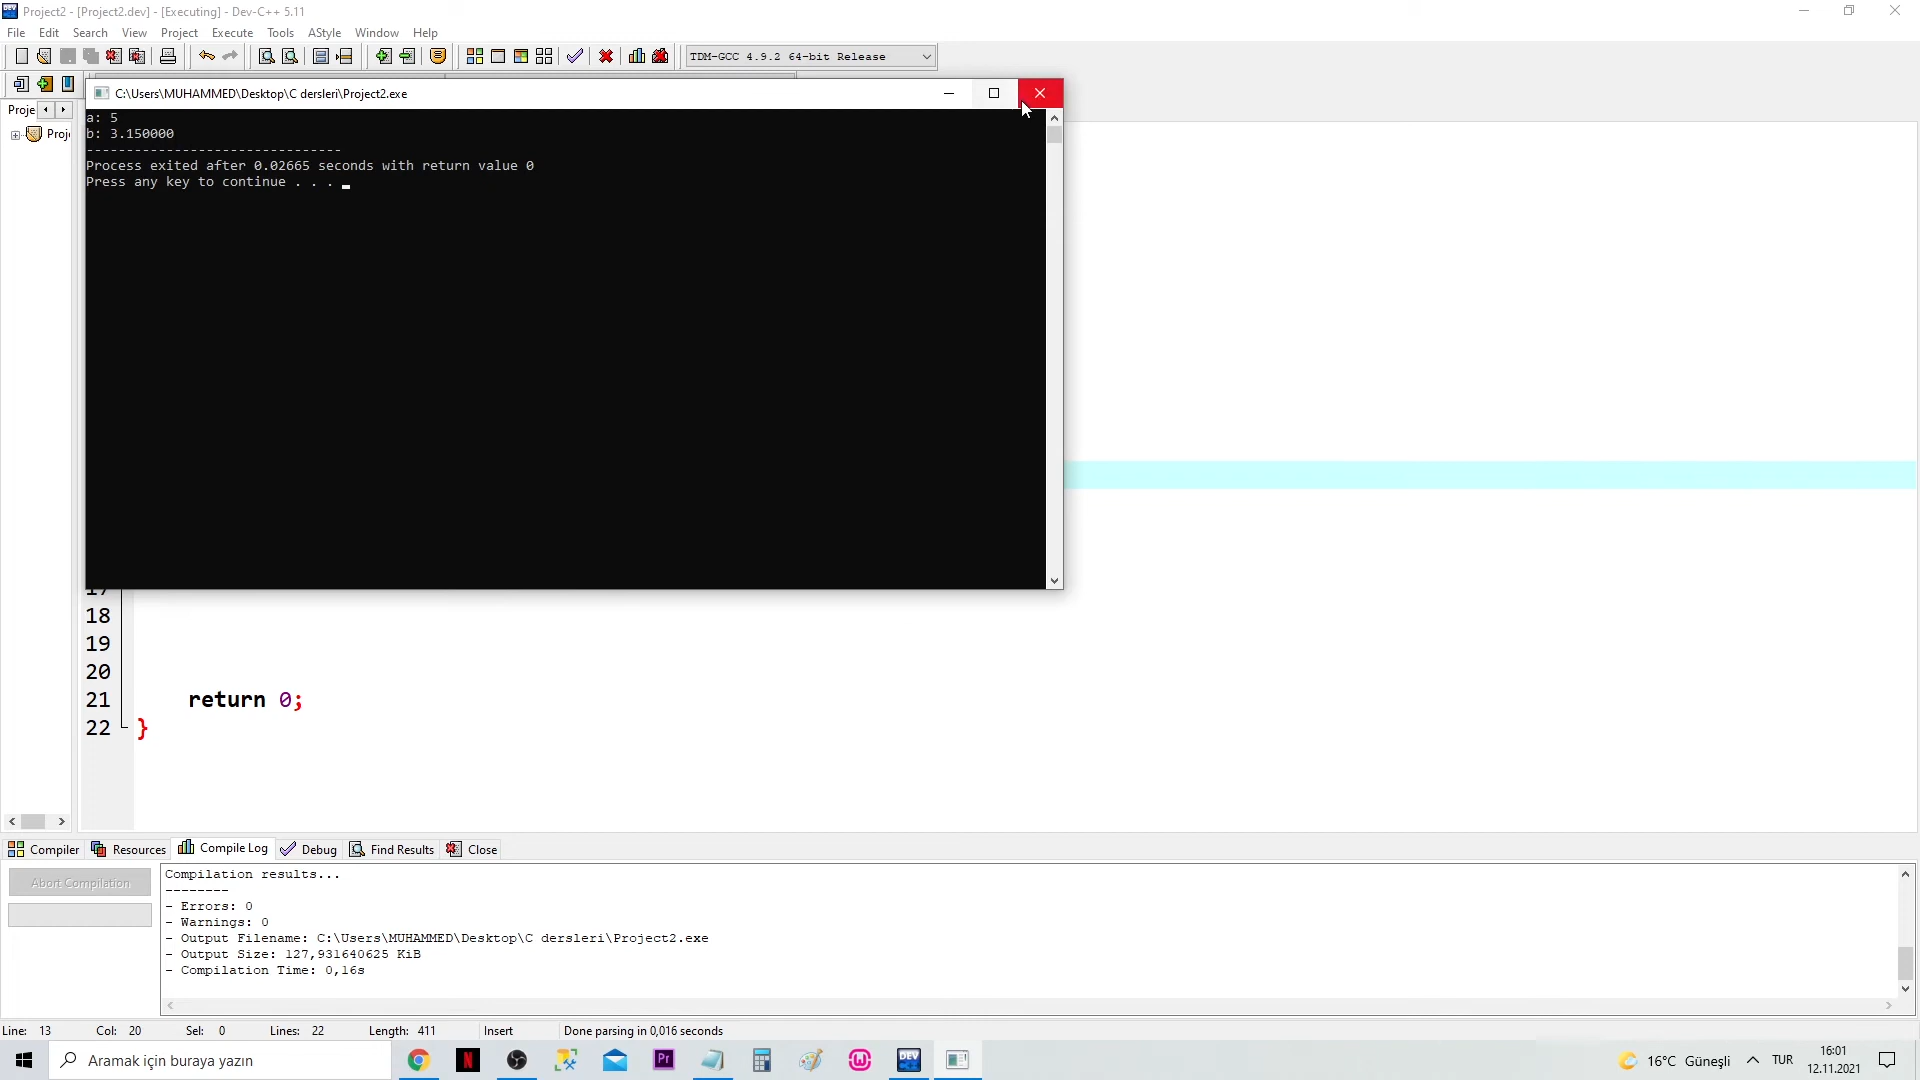 Project2 - [Project2.dev] - [Executing] - Dev-C++ 5.11
File Edit Search View Project Execute Tools AStyle Window Help
TDM-GCC 4.9.2 64-bit Release
C:\Users\MUHAMMED\Desktop\C dersleri\Project2.exe
Proje
Proj
a: 5
b: 3.150000
--------------------------------
Process exited after 0.02665 seconds with return value 0
Press any key to continue . . .
17
18
19
20
21 return 0;
22 }
Compiler Resources Compile Log Debug Find Results Close
Abort Compilation
Compilation results...
--------
- Errors: 0
- Warnings: 0
- Output Filename: C:\Users\MUHAMMED\Desktop\C dersleri\Project2.exe
- Output Size: 127,931640625 KiB
- Compilation Time: 0,16s
Line: 13 Col: 20 Sel: 0 Lines: 22 Length: 411 Insert Done parsing in 0,016 seconds
Aramak için buraya yazın
Pr
DEV
16°C Güneşli
TUR
16:01
12.11.2021